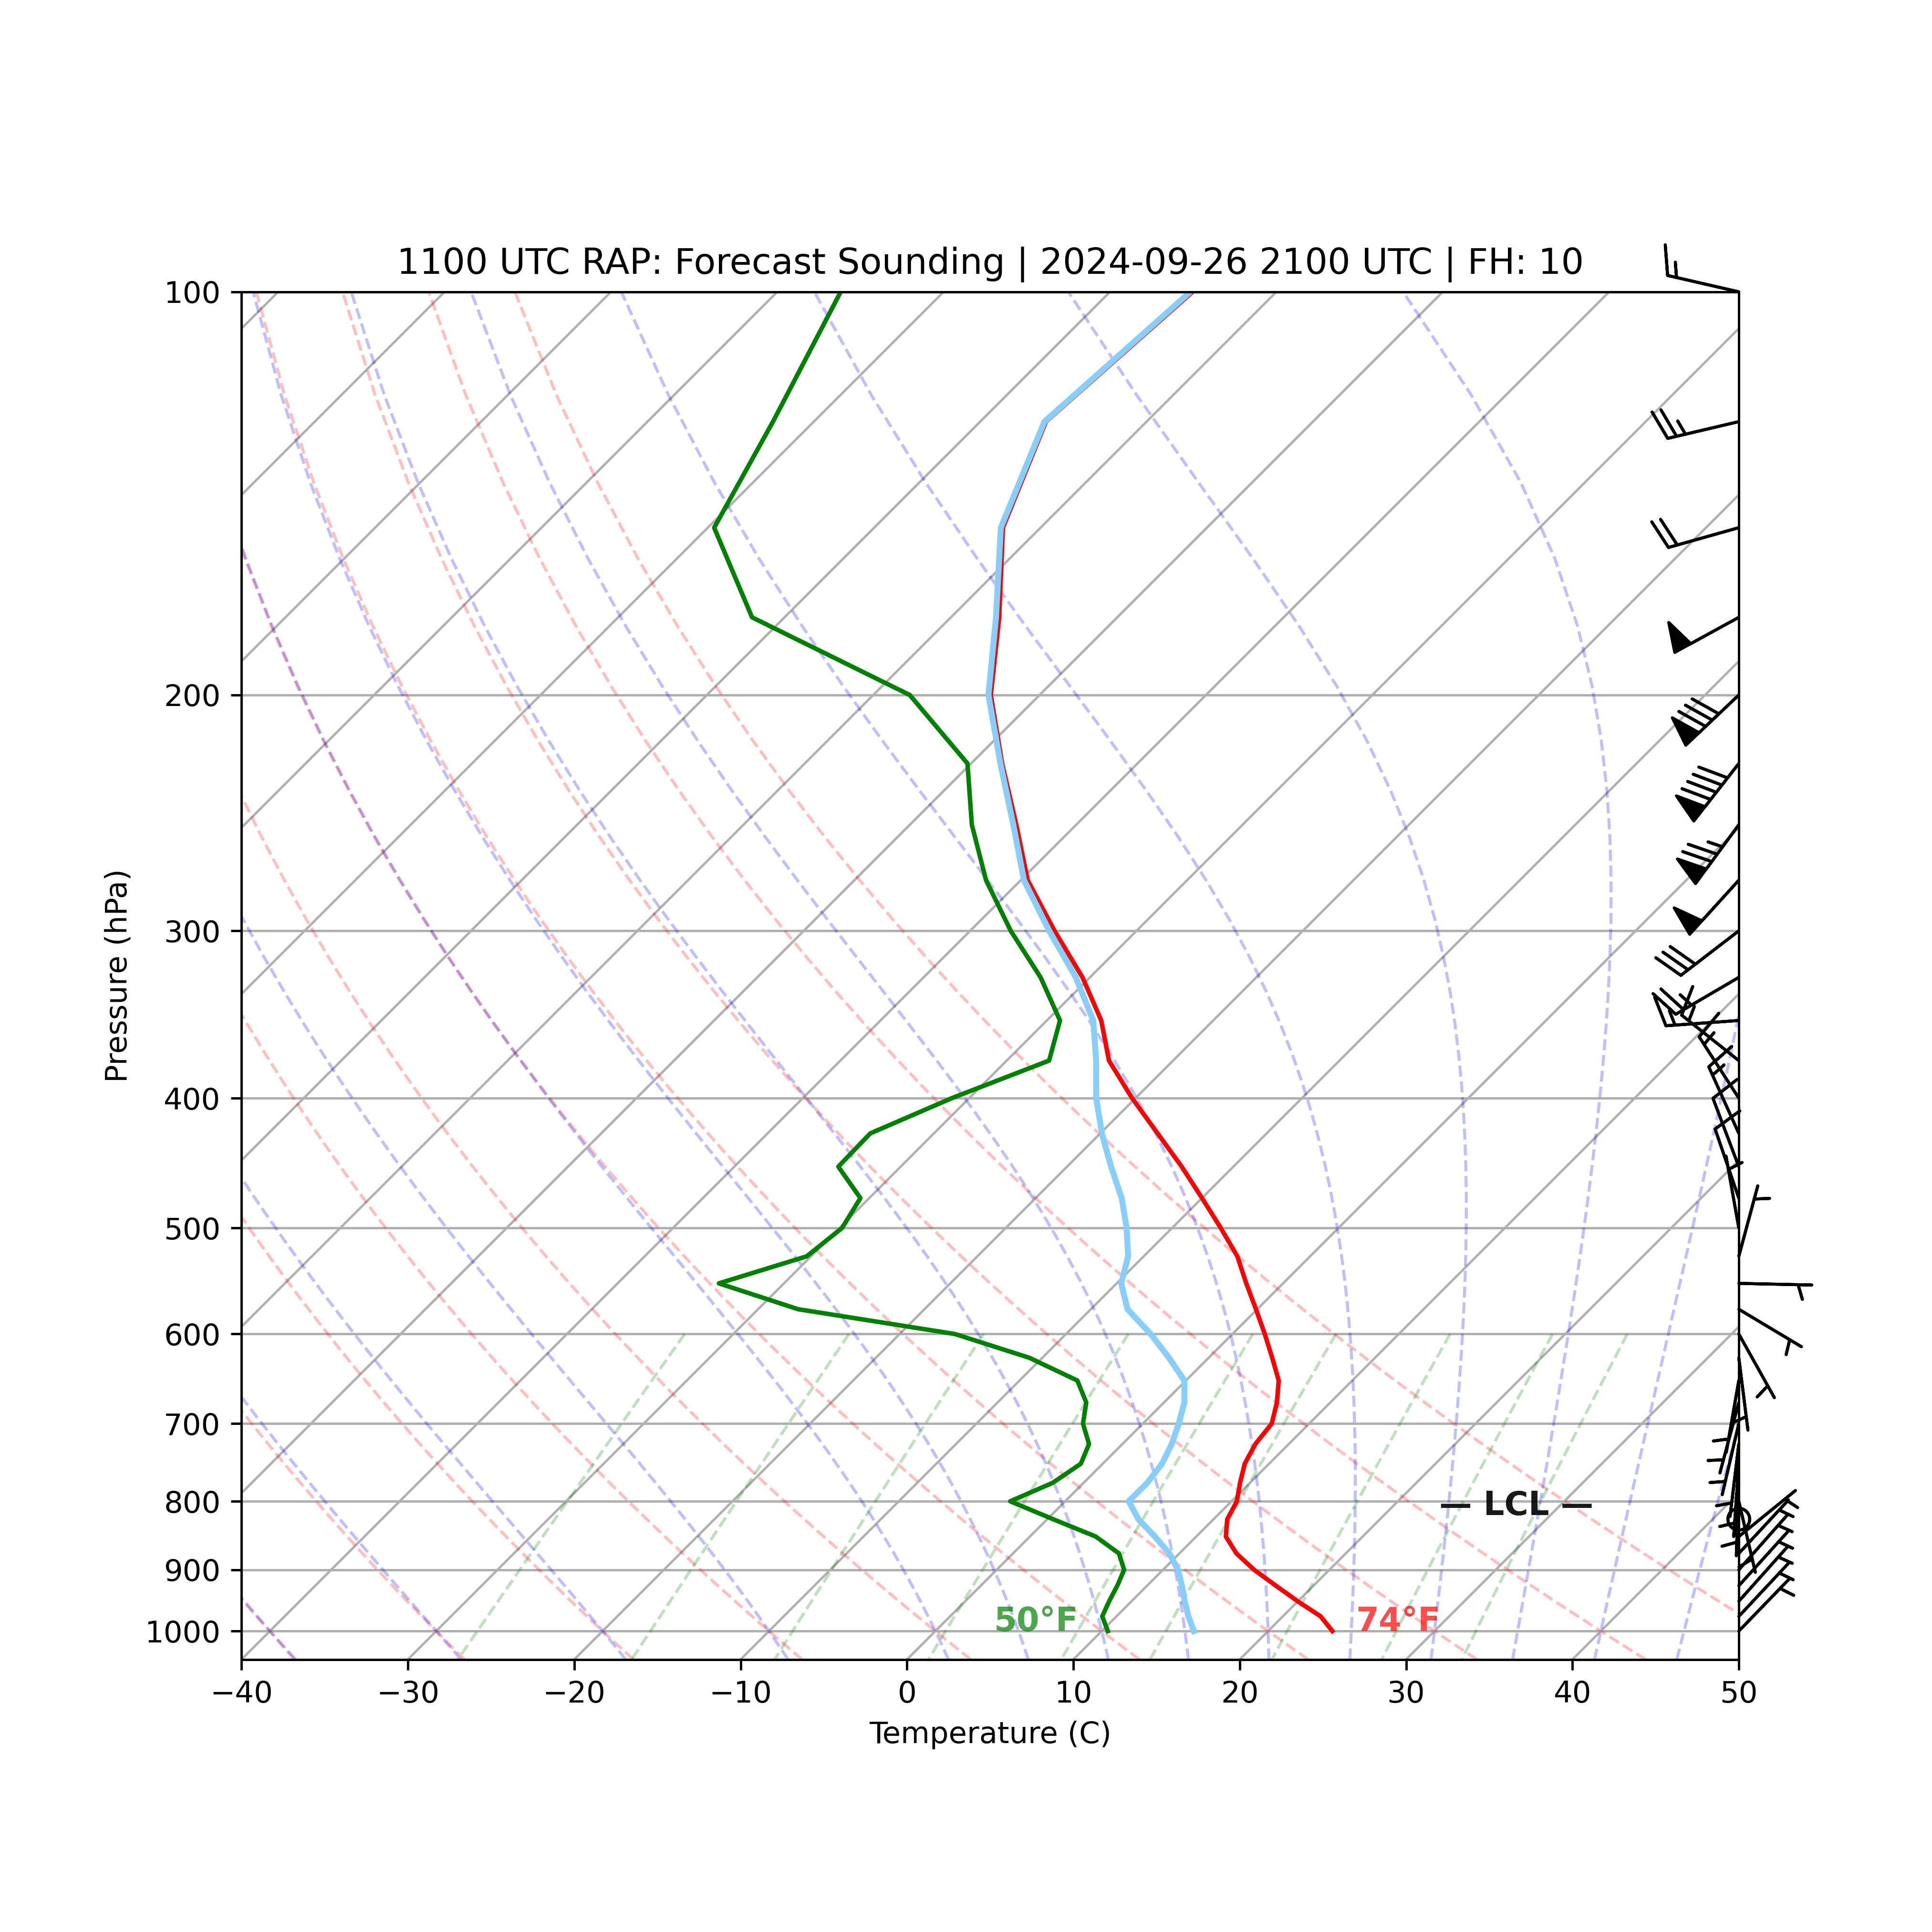 1100 UTC RAP: Forecast Sounding | 2024-09-26 2100 UTC | FH: 10
100
200
300
400
500
600
700
800
900
1000
Pressure (hPa)
— LCL —
50°F
74°F
−40 −30 −20 −10 0 10 20 30 40 50
Temperature (C)